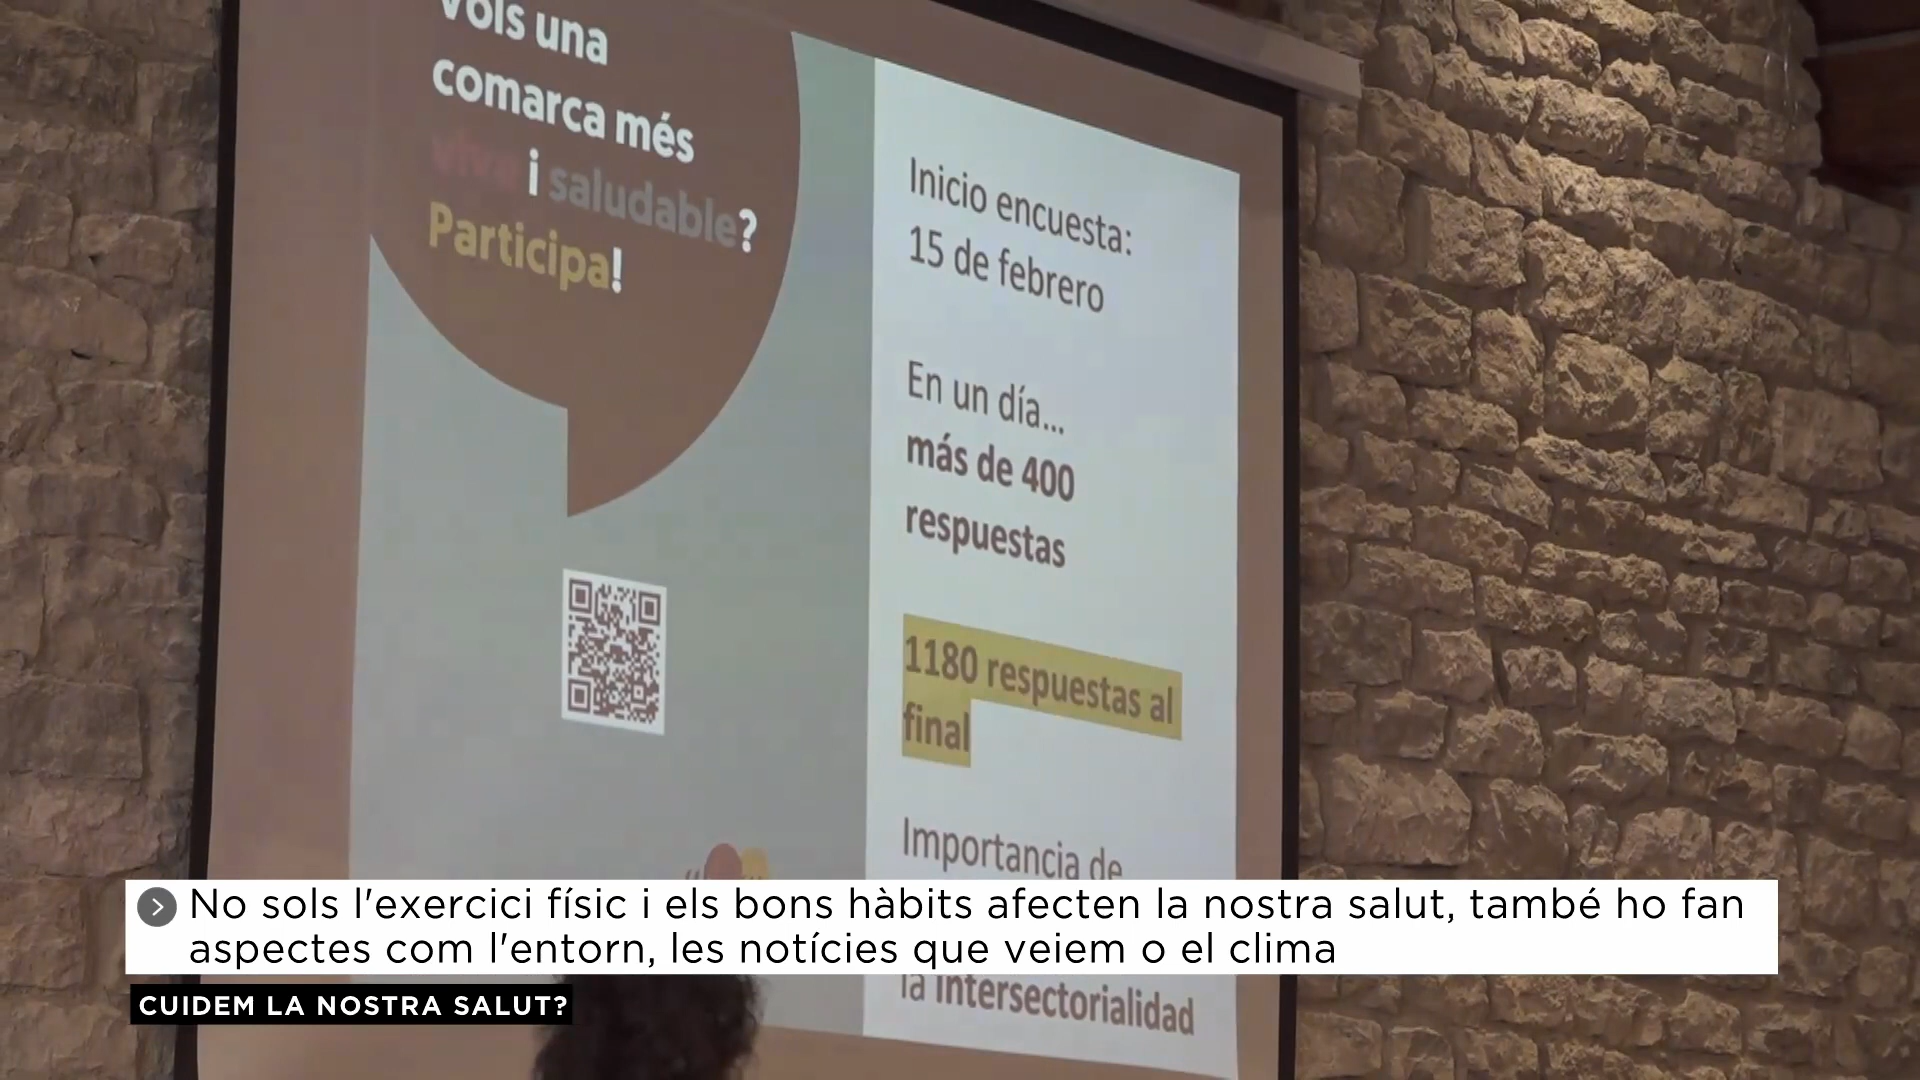 Vols una
comarca més
viva i saludable?
Participa!
Inicio encuesta:
15 de febrero
En un día...
más de 400
respuestas
1180 respuestas al
final
Importancia de
la intersectorialidad
No sols l'exercici físic i els bons hàbits afecten la nostra salut, també ho fan
aspectes com l'entorn, les notícies que veiem o el clima
CUIDEM LA NOSTRA SALUT?